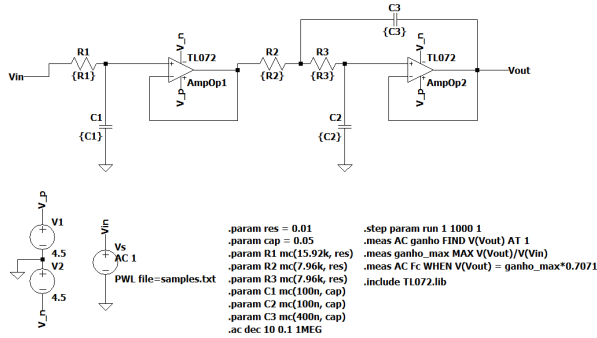 C3
{C3}
V_n
TL072
R1
{R1}
Vin
V_p
AmpOp1
C1
{C1}
R2
{R2}
R3
{R3}
V_n
TL072
V_p
AmpOp2
Vout
C2
{C2}
V_p
V1
4.5
V2
4.5
V_n
Vin
Vs
AC 1
PWL file=samples.txt
.param res = 0.01
.param cap = 0.05
.param R1 mc(15.92k, res)
.param R2 mc(7.96k, res)
.param R3 mc(7.96k, res)
.param C1 mc(100n, cap)
.param C2 mc(100n, cap)
.param C3 mc(400n, cap)
.ac dec 10 0.1 1MEG
.step param run 1 1000 1
.meas AC ganho FIND V(Vout) AT 1
.meas ganho_max MAX V(Vout)/V(Vin)
.meas AC Fc WHEN V(Vout) = ganho_max*0.7071
.include TL072.lib